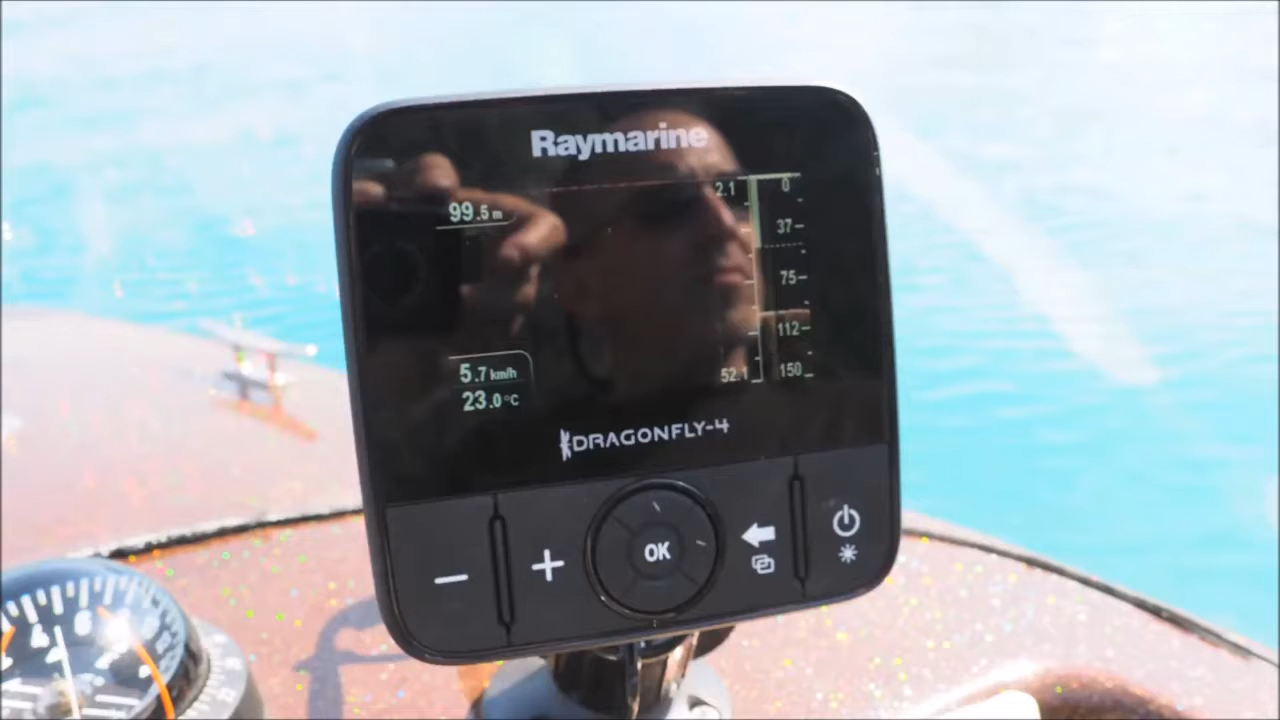 Raymarine
99.5 m
2.1
0
37
75
112
52.1
150
5.7 km/h
23.0 °C
DRAGONFLY-4
OK